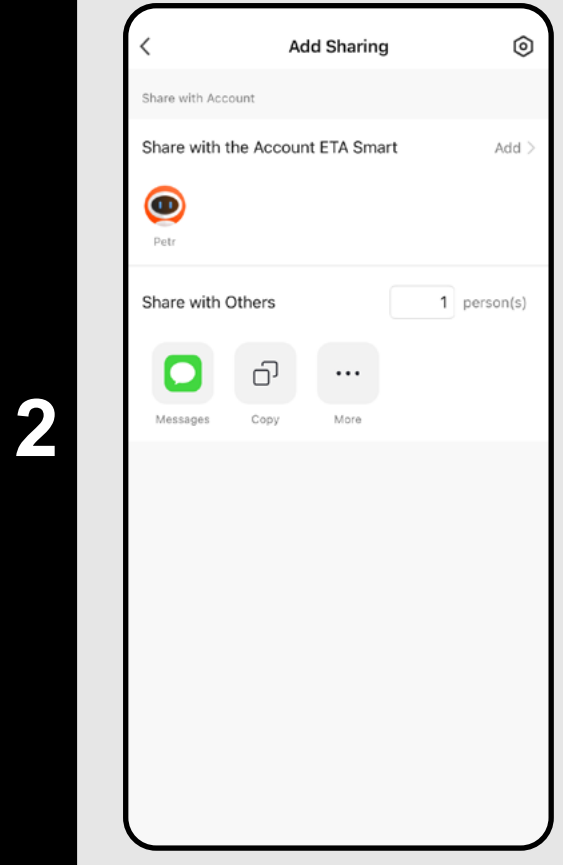 2
Add Sharing
Share with Account
Share with the Account ETA Smart Add
Petr
Share with Others 1 person(s)
Messages Copy More